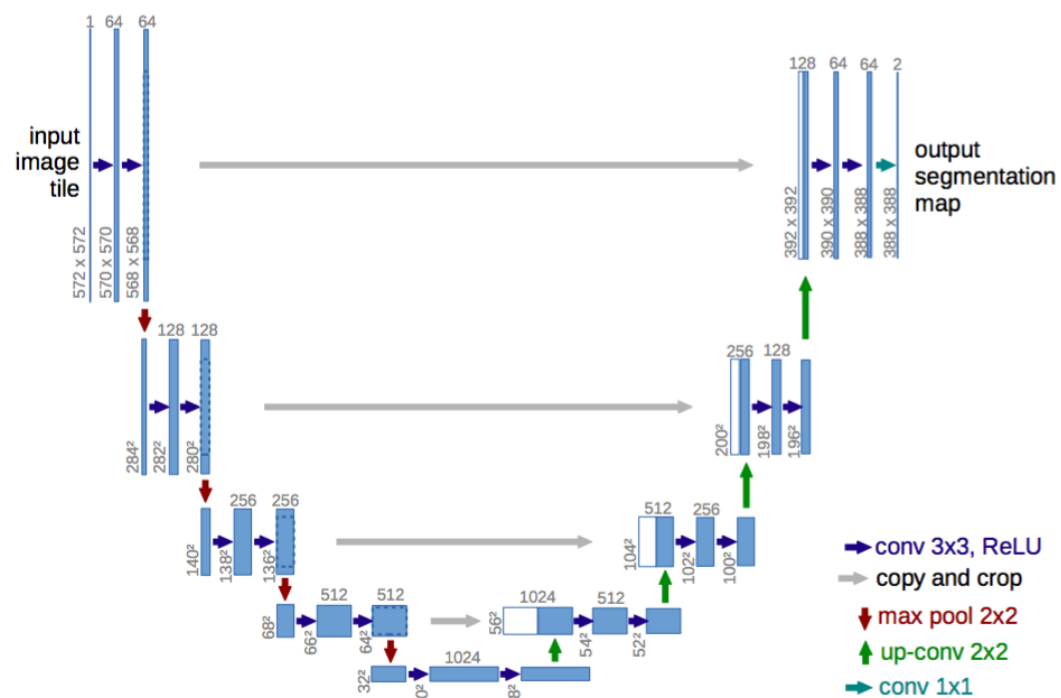 1 64 64
input
image
tile
572 x 572
570 x 570
568 x 568
128 64 64 2
output
segmentation
map
392 x 392
390 x 390
388 x 388
388 x 388
128 128
284²
282²
280²
256 128
200²
198²
196²
256 256
140²
138²
136²
512 256
104²
102²
100²
512 512
68²
66²
64²
1024 512
56²
54²
52²
1024
32²
0²
8²
conv 3x3, ReLU
copy and crop
max pool 2x2
up-conv 2x2
conv 1x1